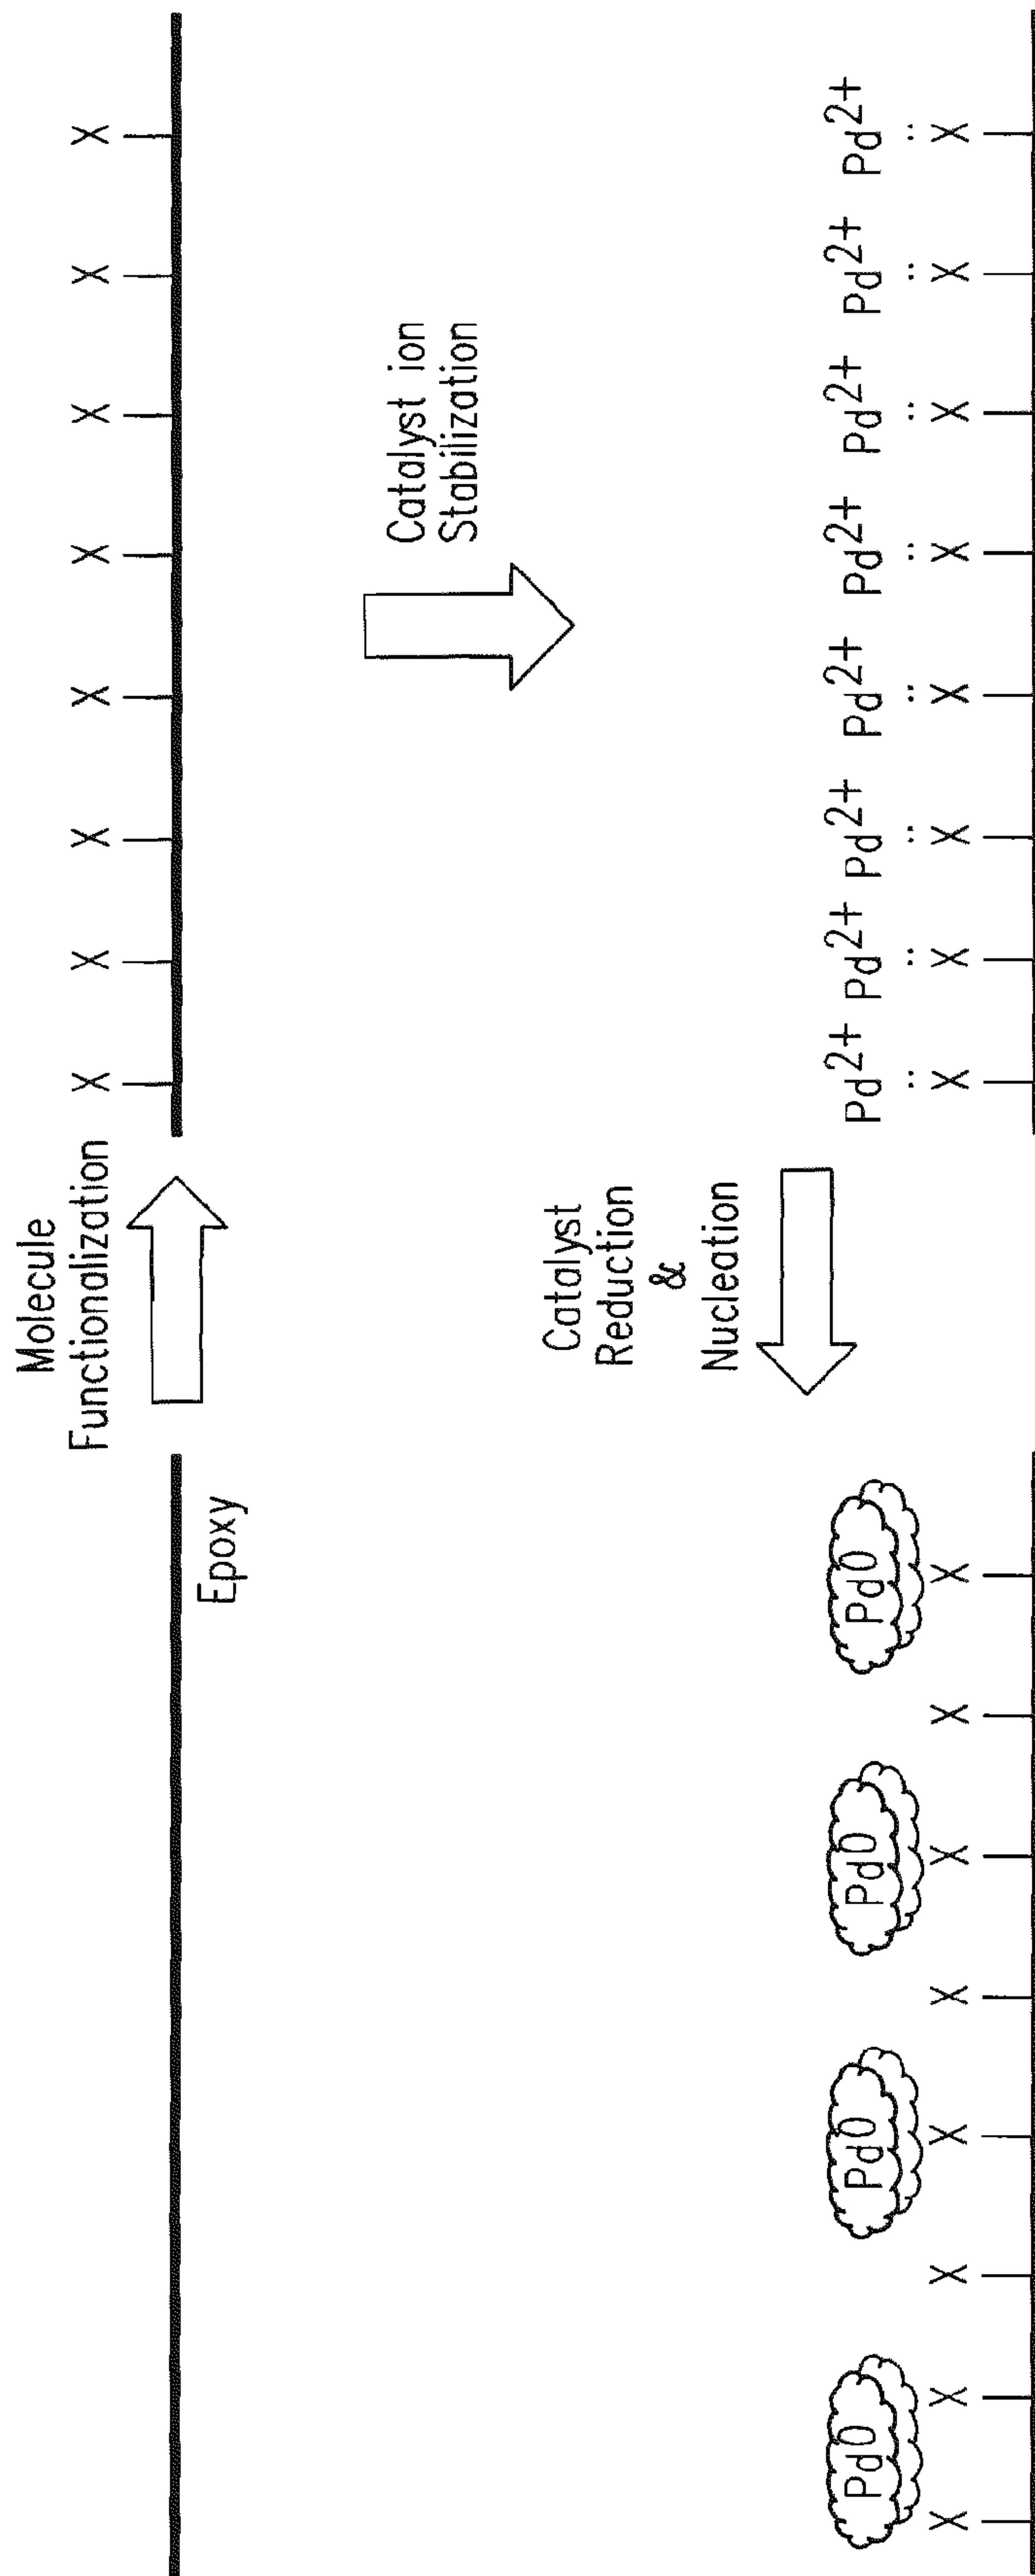 Molecule
Functionalization
Epoxy
X X X X X X X X
Catalyst ion
Stabilization
Pd2+ Pd2+ Pd2+ Pd2+ Pd2+ Pd2+ Pd2+ Pd2+
X X X X X X X X
Catalyst
Reduction
&
Nucleation
Pd0 Pd0 Pd0 Pd0
X X X X X X X X